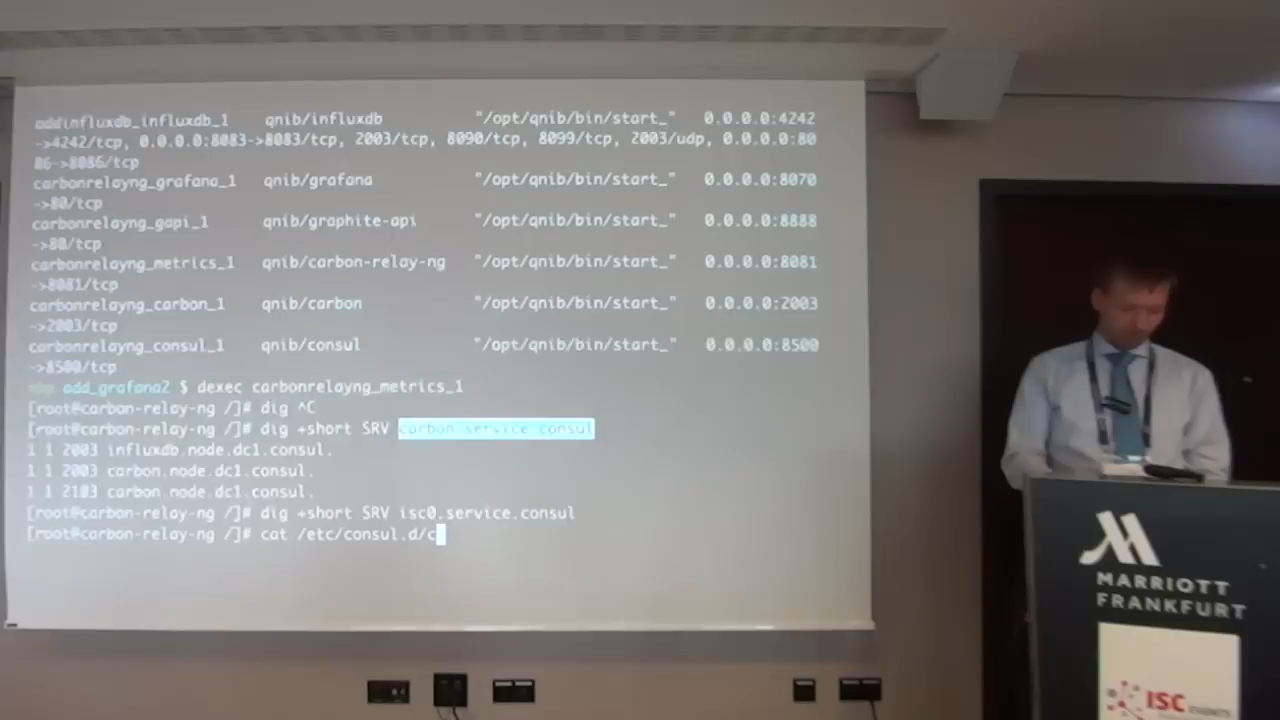 addinfluxdb_influxdb_1 qnib/influxdb "/opt/qnib/bin/start_" 0.0.0.0:4242
->4242/tcp, 0.0.0.0:8083->8083/tcp, 2003/tcp, 8090/tcp, 8099/tcp, 2003/udp, 0.0.0.0:80
86->8086/tcp
carbonrelayng_grafana_1 qnib/grafana "/opt/qnib/bin/start_" 0.0.0.0:8070
->80/tcp
carbonrelayng_gapi_1 qnib/graphite-api "/opt/qnib/bin/start_" 0.0.0.0:8888
->80/tcp
carbonrelayng_metrics_1 qnib/carbon-relay-ng "/opt/qnib/bin/start_" 0.0.0.0:8081
->8081/tcp
carbonrelayng_carbon_1 qnib/carbon "/opt/qnib/bin/start_" 0.0.0.0:2003
->2003/tcp
carbonrelayng_consul_1 qnib/consul "/opt/qnib/bin/start_" 0.0.0.0:8500
->8500/tcp
add_grafana2 $ dexec carbonrelayng_metrics_1
[root@carbon-relay-ng /]# dig ^C
[root@carbon-relay-ng /]# dig +short SRV carbon.service.consul
1 1 2003 influxdb.node.dc1.consul.
1 1 2003 carbon.node.dc1.consul.
1 1 2103 carbon.node.dc1.consul.
[root@carbon-relay-ng /]# dig +short SRV isc0.service.consul
[root@carbon-relay-ng /]# cat /etc/consul.d/c
MARRIOTT
FRANKFURT
ISC EVENTS